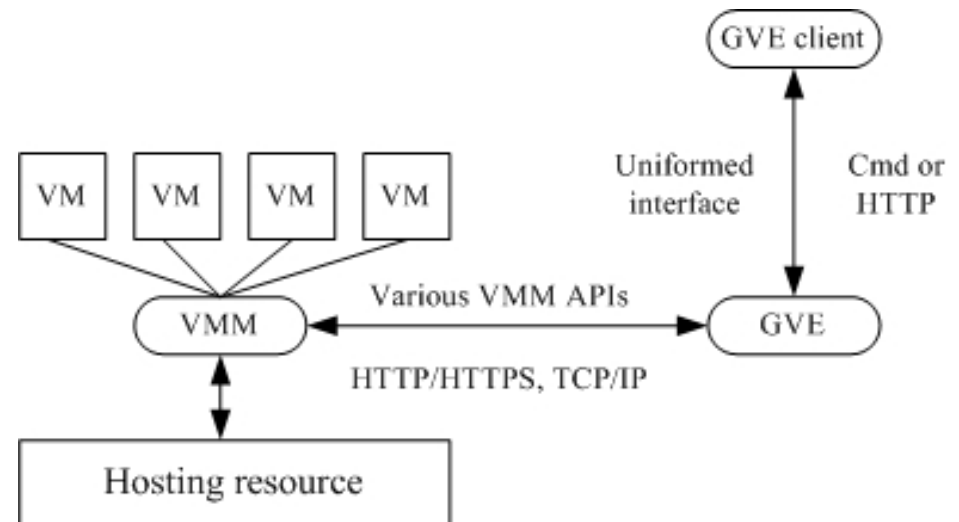 GVE client
Uniformed
interface
Cmd or
HTTP
VM
VM
VM
VM
Various VMM APIs
VMM
GVE
HTTP/HTTPS, TCP/IP
Hosting resource